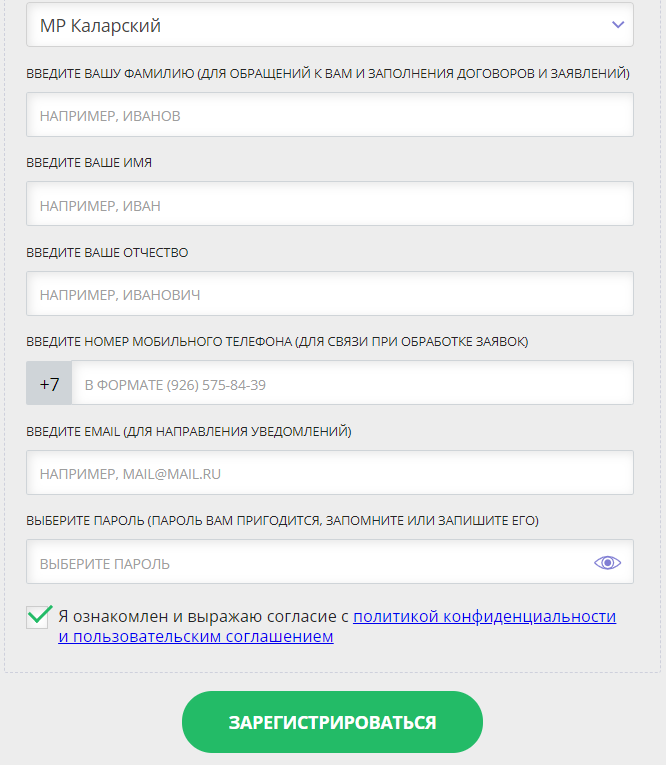 МР Каларский
ВВЕДИТЕ ВАШУ ФАМИЛИЮ (ДЛЯ ОБРАЩЕНИЙ К ВАМ И ЗАПОЛНЕНИЯ ДОГОВОРОВ И ЗАЯВЛЕНИЙ)
НАПРИМЕР, ИВАНОВ
ВВЕДИТЕ ВАШЕ ИМЯ
НАПРИМЕР, ИВАН
ВВЕДИТЕ ВАШЕ ОТЧЕСТВО
НАПРИМЕР, ИВАНОВИЧ
ВВЕДИТЕ НОМЕР МОБИЛЬНОГО ТЕЛЕФОНА (ДЛЯ СВЯЗИ ПРИ ОБРАБОТКЕ ЗАЯВОК)
+7 В ФОРМАТЕ (926) 575-84-39
ВВЕДИТЕ EMAIL (ДЛЯ НАПРАВЛЕНИЯ УВЕДОМЛЕНИЙ)
НАПРИМЕР, MAIL@MAIL.RU
ВЫБЕРИТЕ ПАРОЛЬ (ПАРОЛЬ ВАМ ПРИГОДИТСЯ, ЗАПОМНИТЕ ИЛИ ЗАПИШИТЕ ЕГО)
ВЫБЕРИТЕ ПАРОЛЬ
Я ознакомлен и выражаю согласие с политикой конфиденциальности
и пользовательским соглашением
ЗАРЕГИСТРИРОВАТЬСЯ